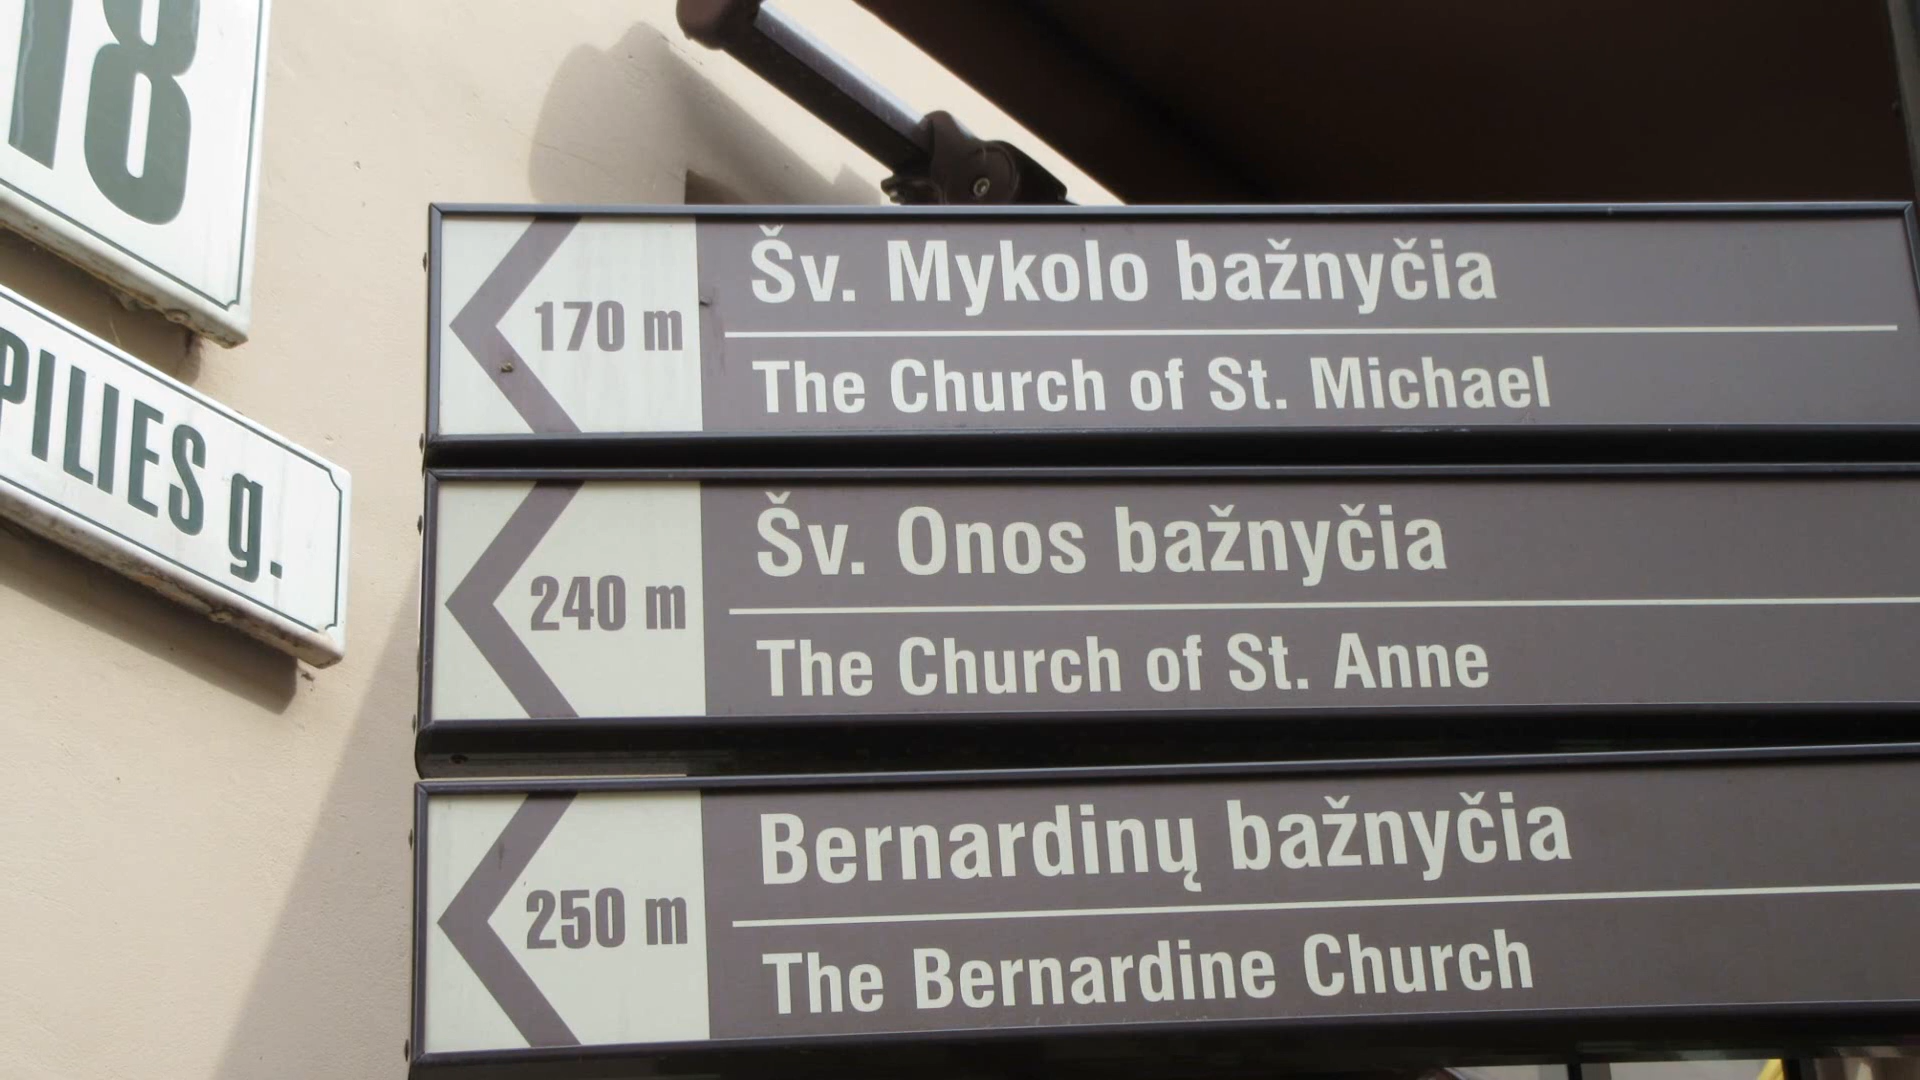 18
PILIES g.
170 m
Šv. Mykolo bažnyčia
The Church of St. Michael
240 m
Šv. Onos bažnyčia
The Church of St. Anne
250 m
Bernardinų bažnyčia
The Bernardine Church